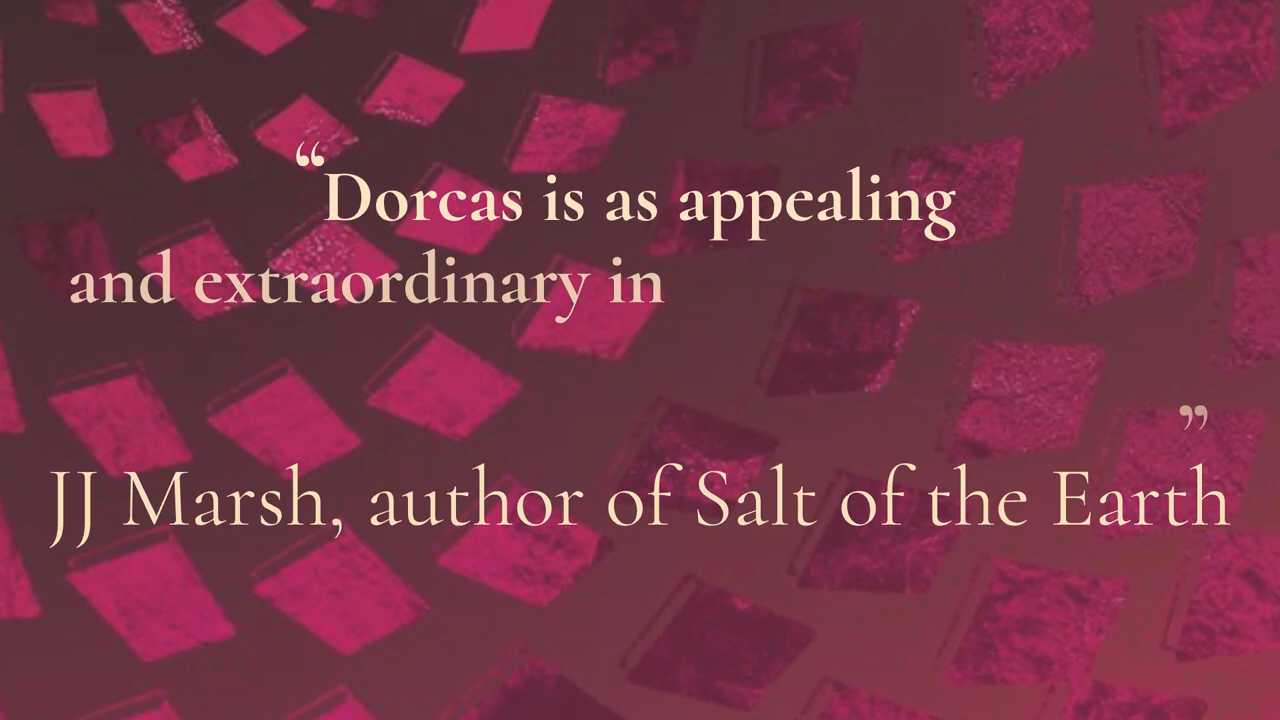 “Dorcas is as appealing
and extraordinary in
”
JJ Marsh, author of Salt of the Earth